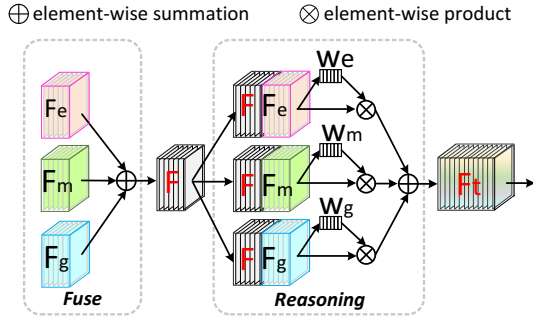 ⊕ element-wise summation ⊗ element-wise product
Fe
Fm
Fg
F
F Fe
F Fm
F Fg
We
Wm
Wg
Ft
Fuse
Reasoning